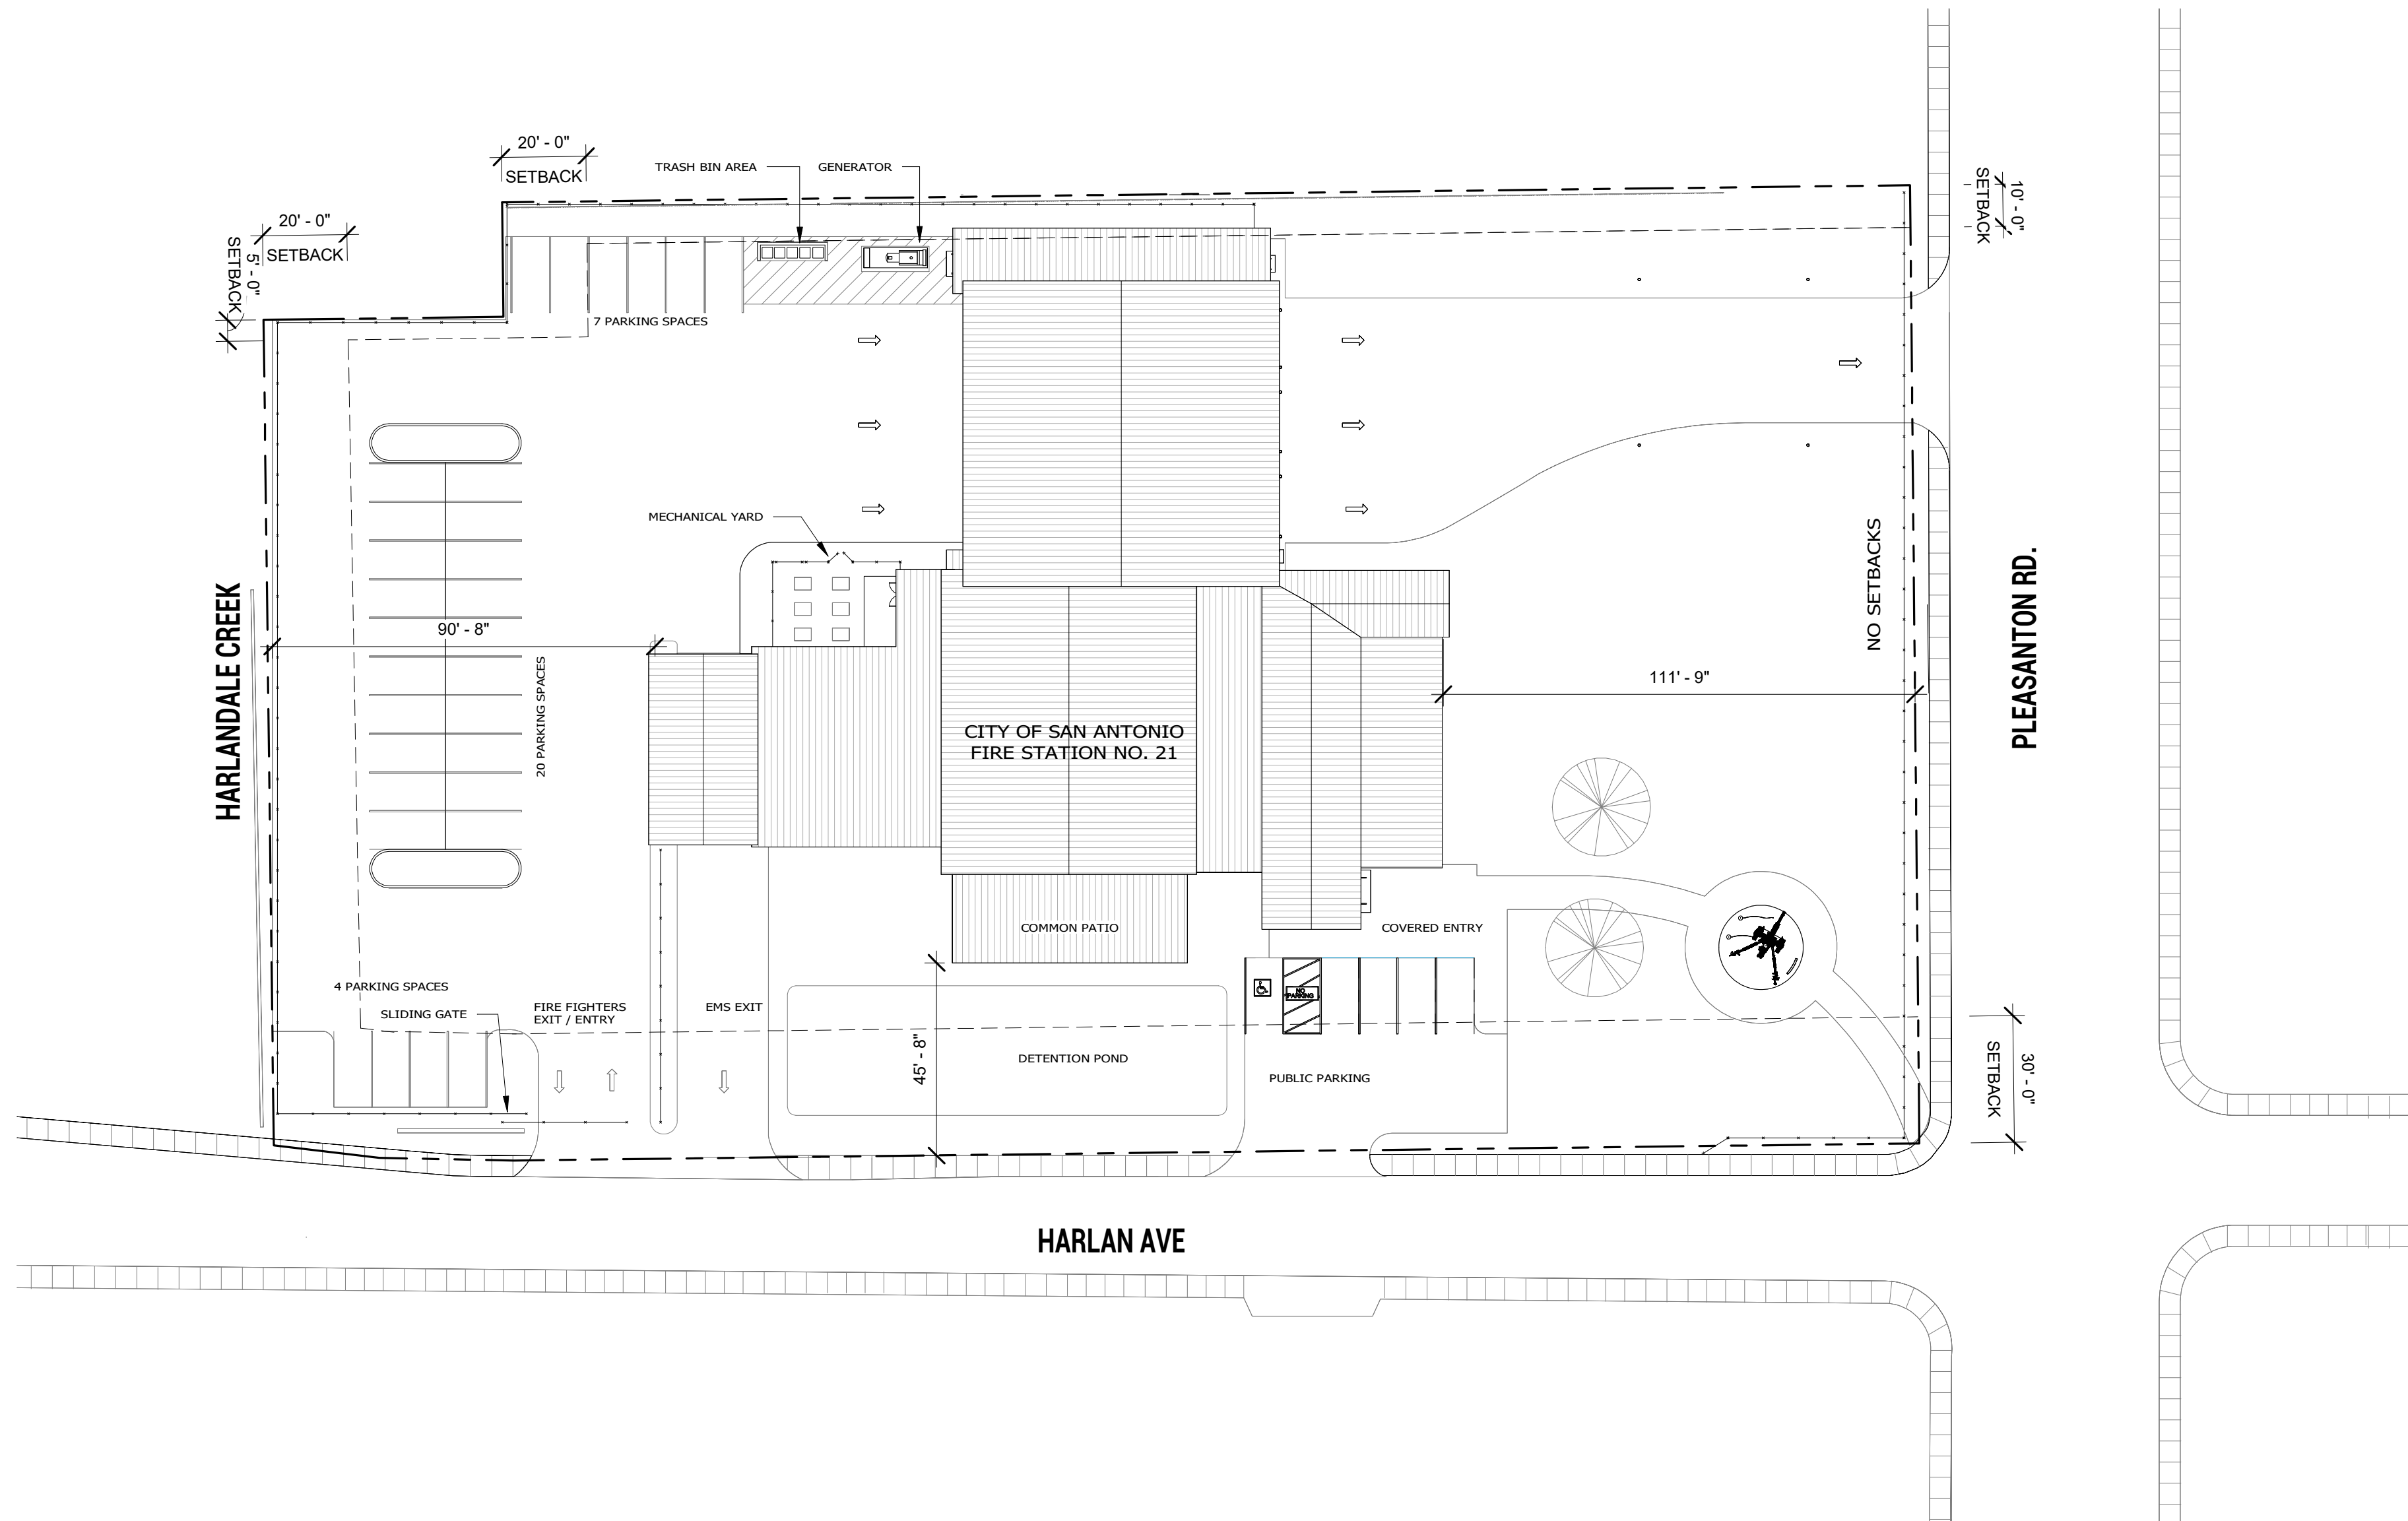 20' - 0"
SETBACK
TRASH BIN AREA
GENERATOR
10' - 0"
SETBACK
20' - 0"
SETBACK
5' - 0"
SETBACK
7 PARKING SPACES
MECHANICAL YARD
NO SETBACKS
PLEASANTON RD.
HARLANDALE CREEK
90' - 8"
20 PARKING SPACES
111' - 9"
CITY OF SAN ANTONIO
FIRE STATION NO. 21
COMMON PATIO
COVERED ENTRY
4 PARKING SPACES
SLIDING GATE
FIRE FIGHTERS
EXIT / ENTRY
EMS EXIT
NO
PARKING
45' - 8"
DETENTION POND
PUBLIC PARKING
30' - 0"
SETBACK
HARLAN AVE